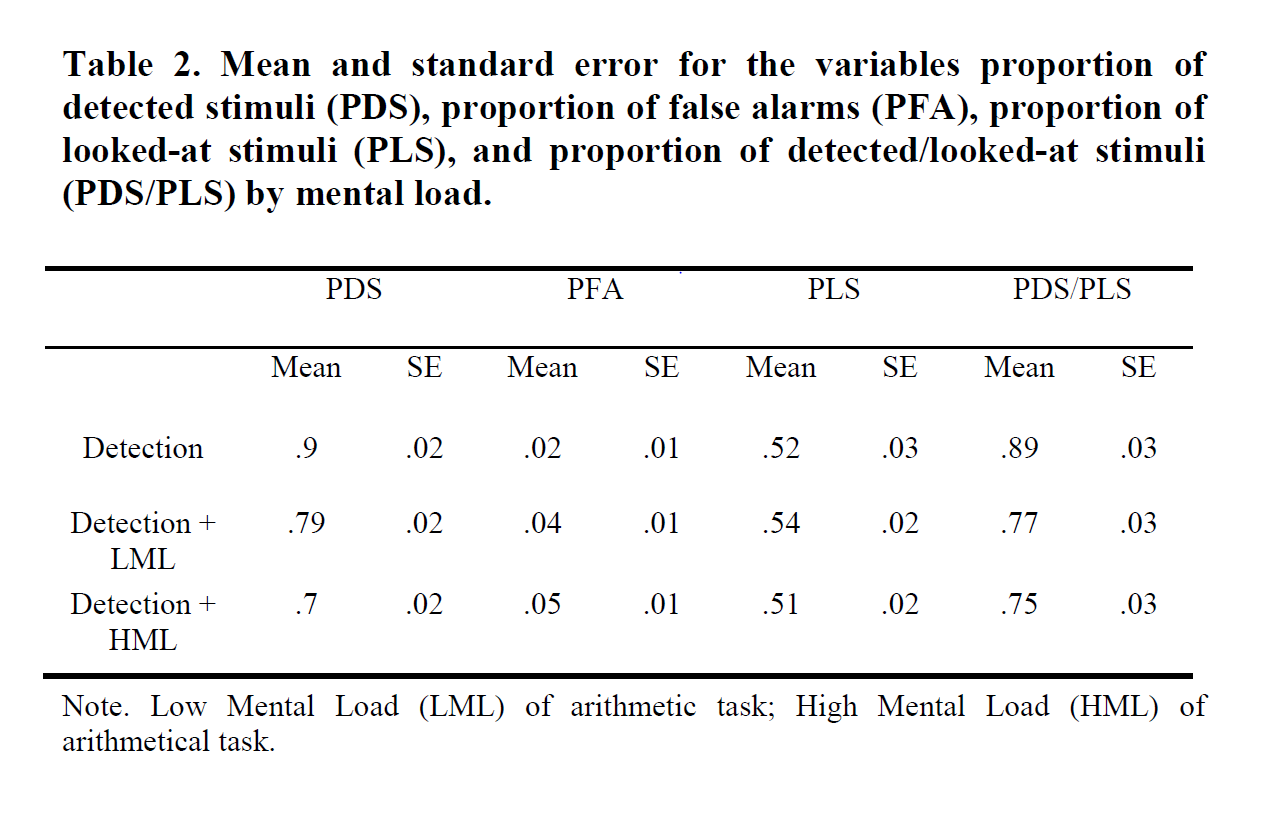 Table 2. Mean and standard error for the variables proportion of
detected stimuli (PDS), proportion of false alarms (PFA), proportion of
looked-at stimuli (PLS), and proportion of detected/looked-at stimuli
(PDS/PLS) by mental load.
PDS PFA PLS PDS/PLS
Mean SE Mean SE Mean SE Mean SE
Detection .9 .02 .02 .01 .52 .03 .89 .03
Detection + .79 .02 .04 .01 .54 .02 .77 .03
LML
Detection + .7 .02 .05 .01 .51 .02 .75 .03
HML
Note. Low Mental Load (LML) of arithmetic task; High Mental Load (HML) of
arithmetical task.